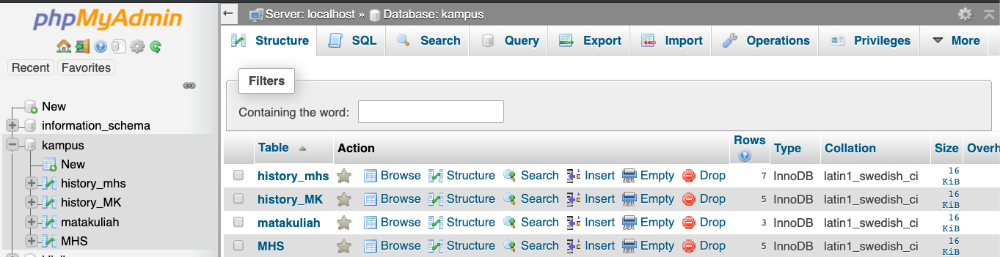 phpMyAdmin
Recent Favorites
New
information_schema
kampus
New
history_mhs
history_MK
matakuliah
MHS
Server: localhost » Database: kampus
Structure SQL Search Query Export Import Operations Privileges More
Filters
Containing the word:
Table Action Rows Type Collation Size Overh
history_mhs Browse Structure Search Insert Empty Drop 7 InnoDB latin1_swedish_ci 16 KiB
history_MK Browse Structure Search Insert Empty Drop 5 InnoDB latin1_swedish_ci 16 KiB
matakuliah Browse Structure Search Insert Empty Drop 3 InnoDB latin1_swedish_ci 16 KiB
MHS Browse Structure Search Insert Empty Drop 5 InnoDB latin1_swedish_ci 16 KiB